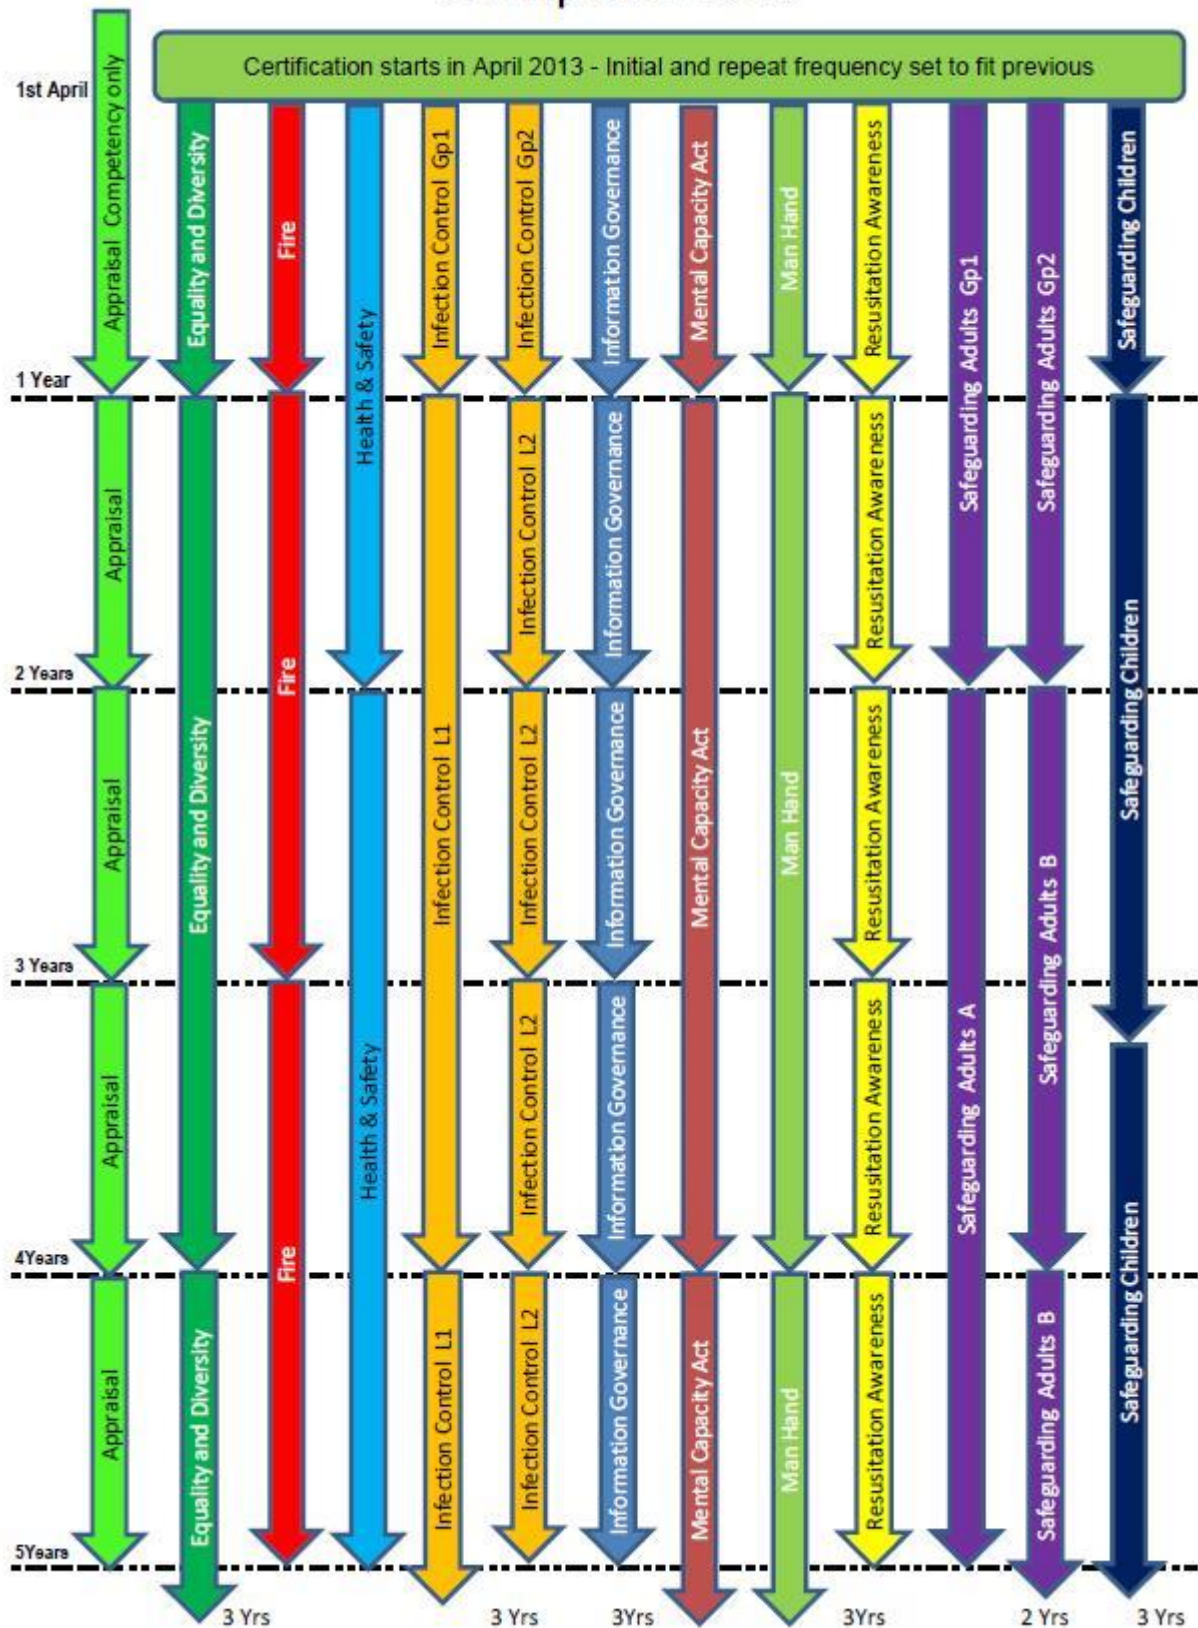 Certification starts in April 2013 - Initial and repeat frequency set to fit previous
1st April
Appraisal Competency only
Equality and Diversity
Fire
Health & Safety
Infection Control Gp1
Infection Control Gp2
Information Governance
Mental Capacity Act
Man Hand
Resusitation Awareness
Safeguarding Adults Gp1
Safeguarding Adults Gp2
Safeguarding Children
1 Year
Appraisal
Equality and Diversity
Fire
Infection Control L1
Infection Control L2
Information Governance
Mental Capacity Act
Man Hand
Resusitation Awareness
Safeguarding Children
2 Years
Appraisal
Health & Safety
Infection Control L2
Information Governance
Resusitation Awareness
Safeguarding Adults A
Safeguarding Adults B
3 Years
Appraisal
Fire
Infection Control L2
Information Governance
Resusitation Awareness
Safeguarding Children
4Years
Appraisal
Equality and Diversity
Infection Control L1
Infection Control L2
Information Governance
Mental Capacity Act
Man Hand
Resusitation Awareness
Safeguarding Adults B
5Years
3 Yrs
3 Yrs
3Yrs
3Yrs
2 Yrs
3 Yrs